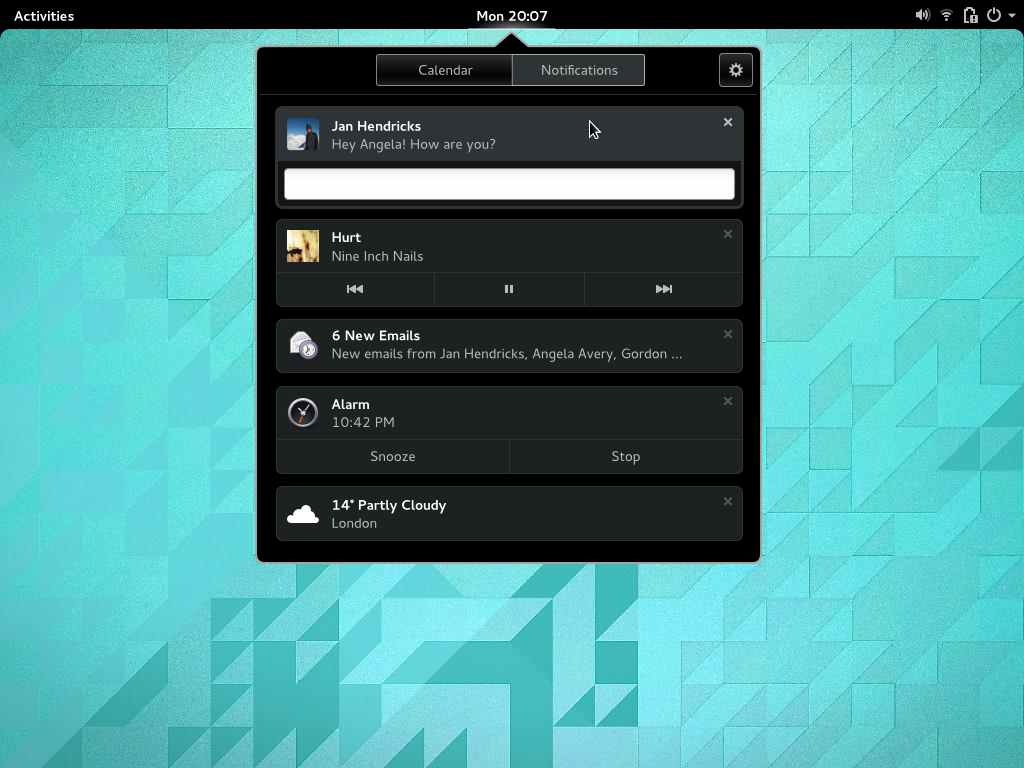 Activities
Mon 20:07
Calendar
Notifications
Jan Hendricks
Hey Angela! How are you?
Hurt
Nine Inch Nails
6 New Emails
New emails from Jan Hendricks, Angela Avery, Gordon ...
Alarm
10:42 PM
Snooze
Stop
14° Partly Cloudy
London